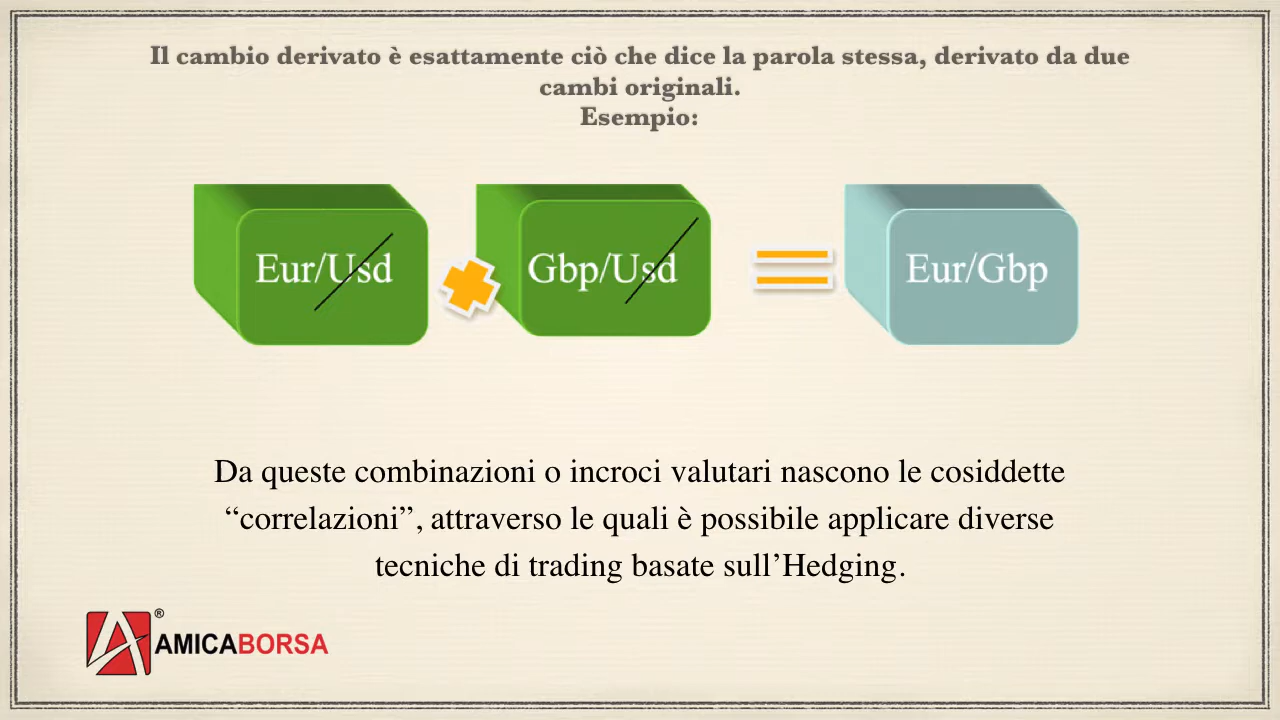 Il cambio derivato è esattamente ciò che dice la parola stessa, derivato da due
cambi originali.
Esempio:
Eur/Usd
Gbp/Usd
Eur/Gbp
Da queste combinazioni o incroci valutari nascono le cosiddette
“correlazioni”, attraverso le quali è possibile applicare diverse
tecniche di trading basate sull’Hedging.
AMICABORSA®